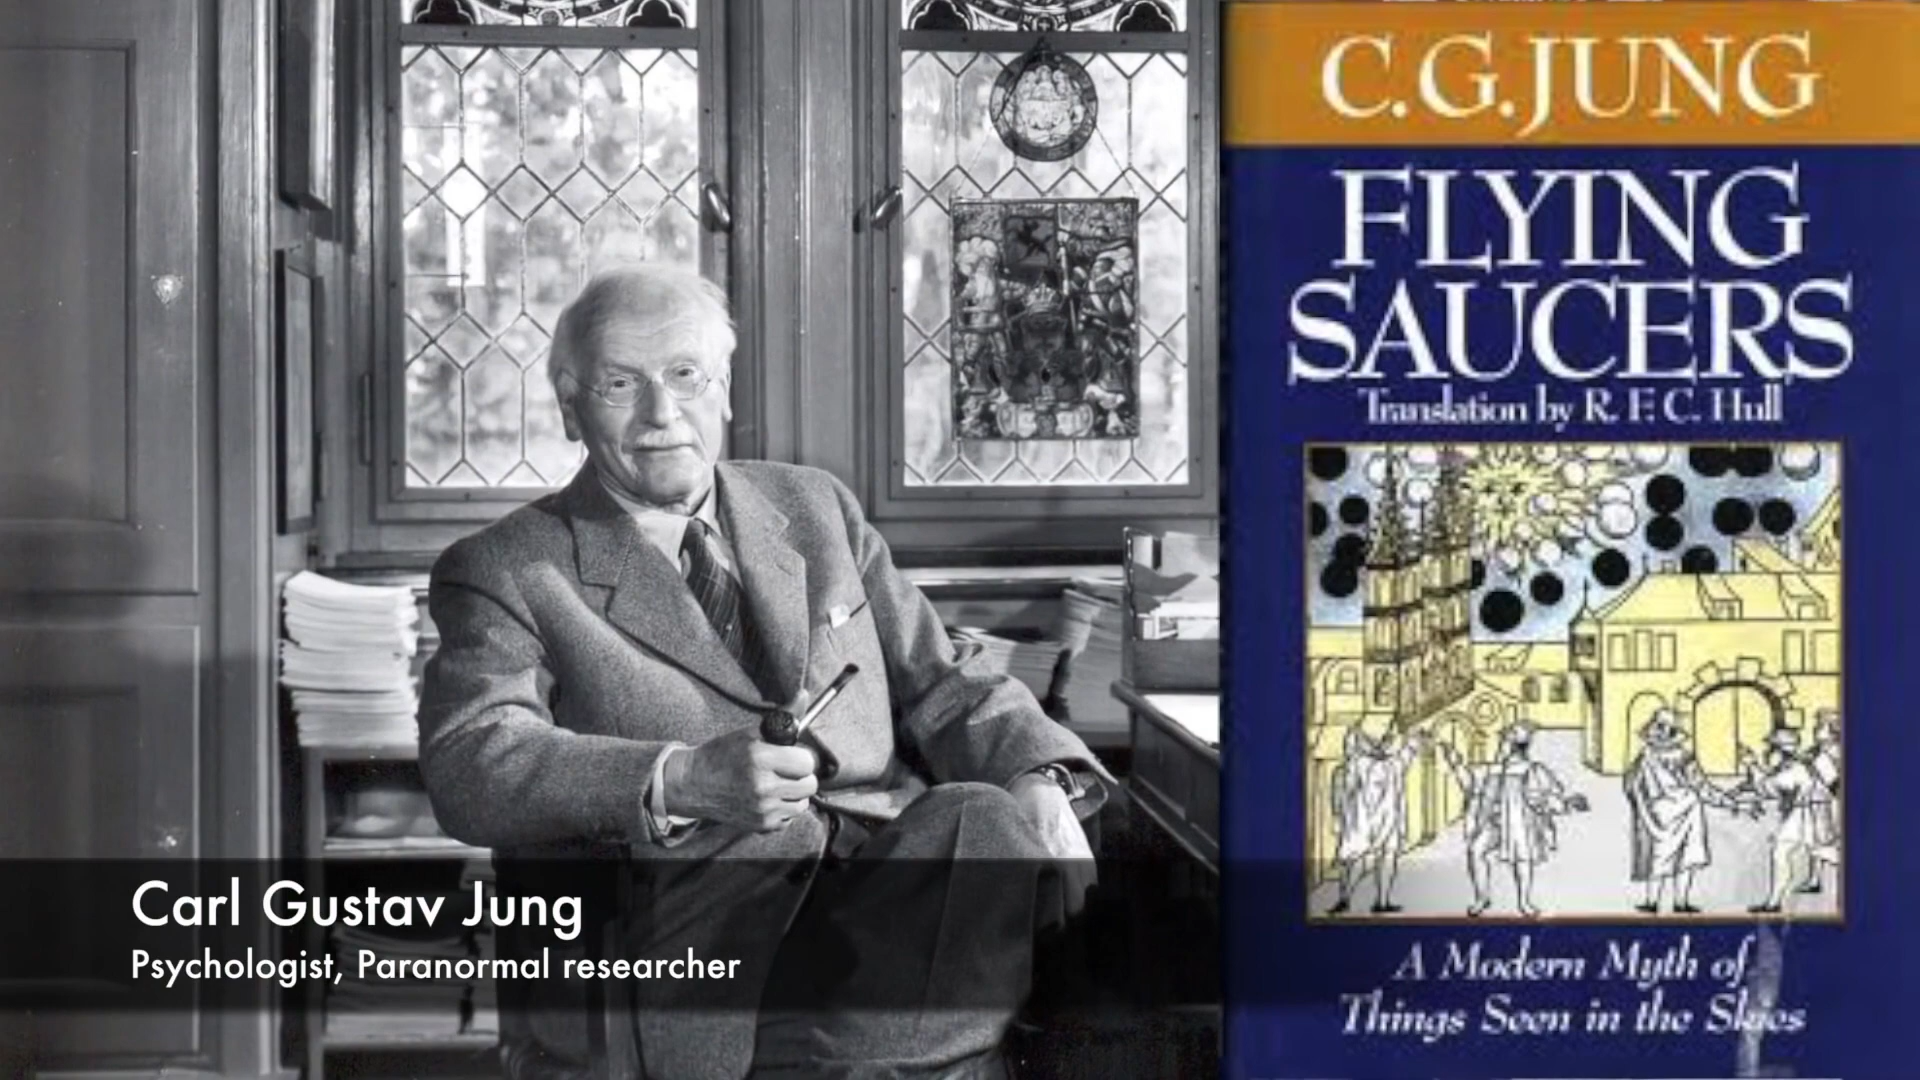 C.G.JUNG
FLYING
SAUCERS
Translation by R. F. C. Hull
A Modern Myth of
Things Seen in the Skies
Carl Gustav Jung
Psychologist, Paranormal researcher